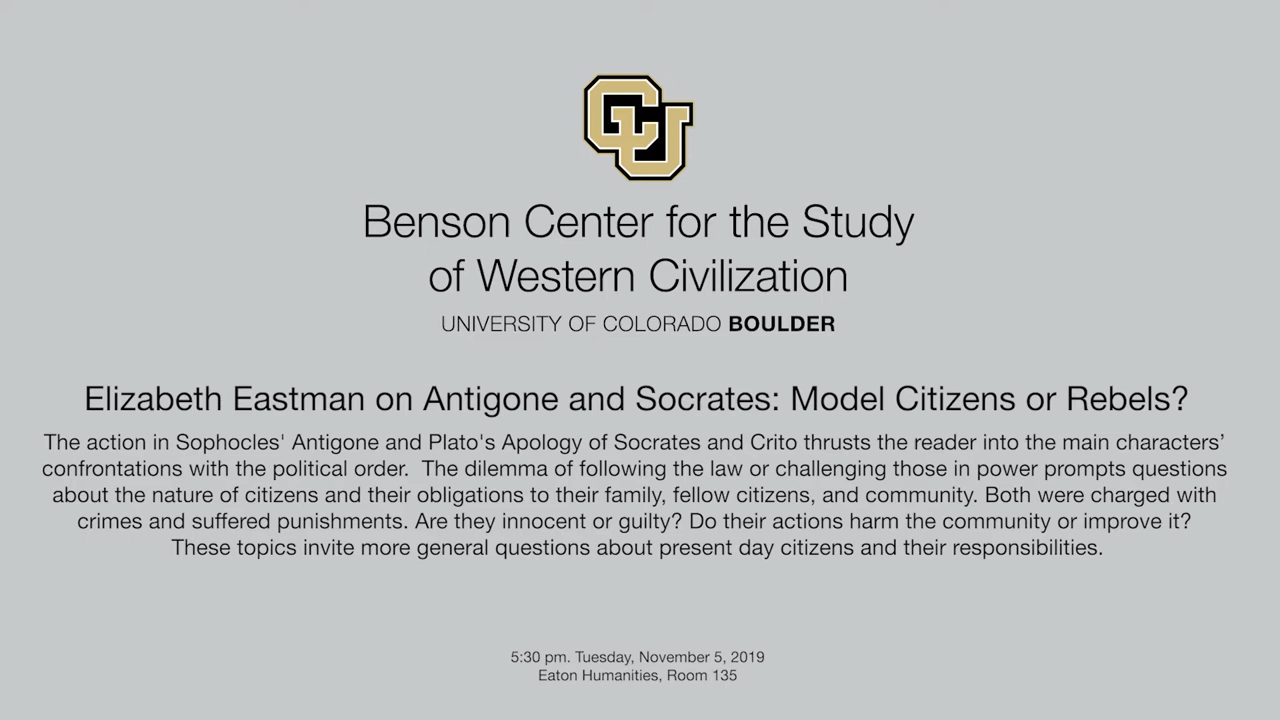 CU
Benson Center for the Study
of Western Civilization
UNIVERSITY OF COLORADO BOULDER
Elizabeth Eastman on Antigone and Socrates: Model Citizens or Rebels?
The action in Sophocles' Antigone and Plato's Apology of Socrates and Crito thrusts the reader into the main characters’
confrontations with the political order.  The dilemma of following the law or challenging those in power prompts questions
about the nature of citizens and their obligations to their family, fellow citizens, and community. Both were charged with
crimes and suffered punishments. Are they innocent or guilty? Do their actions harm the community or improve it?
These topics invite more general questions about present day citizens and their responsibilities.
5:30 pm. Tuesday, November 5, 2019
Eaton Humanities, Room 135